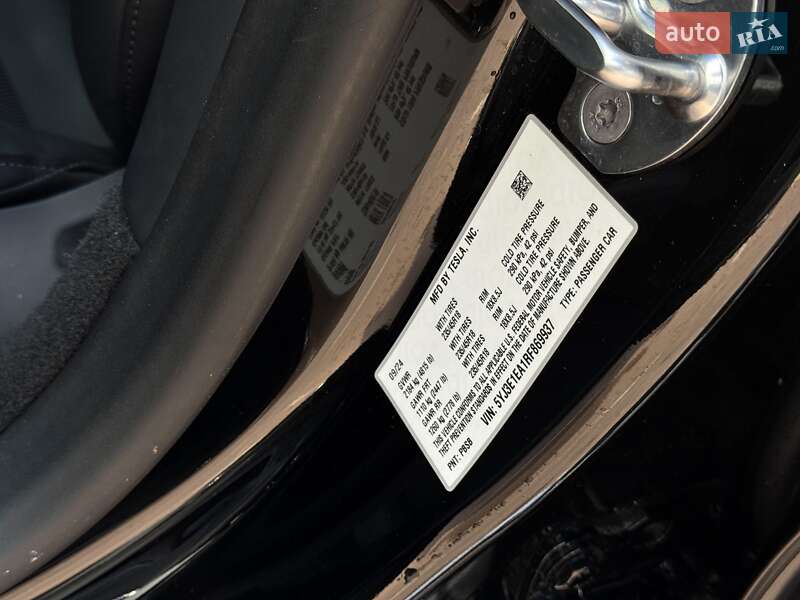 auto RIA
.com
MFD BY TESLA, INC.
09/24
GVWR
2184 kg (4815 lb)
GAWR FRT WITH TIRES RIM COLD TIRE PRESSURE
1110 kg (2447 lb) 235/45R18 18X8.5J 290 kPa, 42 psi
GAWR RR WITH TIRES RIM COLD TIRE PRESSURE
1260 kg (2778 lb) 235/45R18 18X8.5J 290 kPa, 42 psi
THIS VEHICLE CONFORMS TO ALL APPLICABLE U.S. FEDERAL MOTOR VEHICLE SAFETY, BUMPER, AND
THEFT PREVENTION STANDARDS IN EFFECT ON THE DATE OF MANUFACTURE SHOWN ABOVE.
VIN: 5YJ3E1EA1RF869937 TYPE: PASSENGER CAR
PNT: PBSB